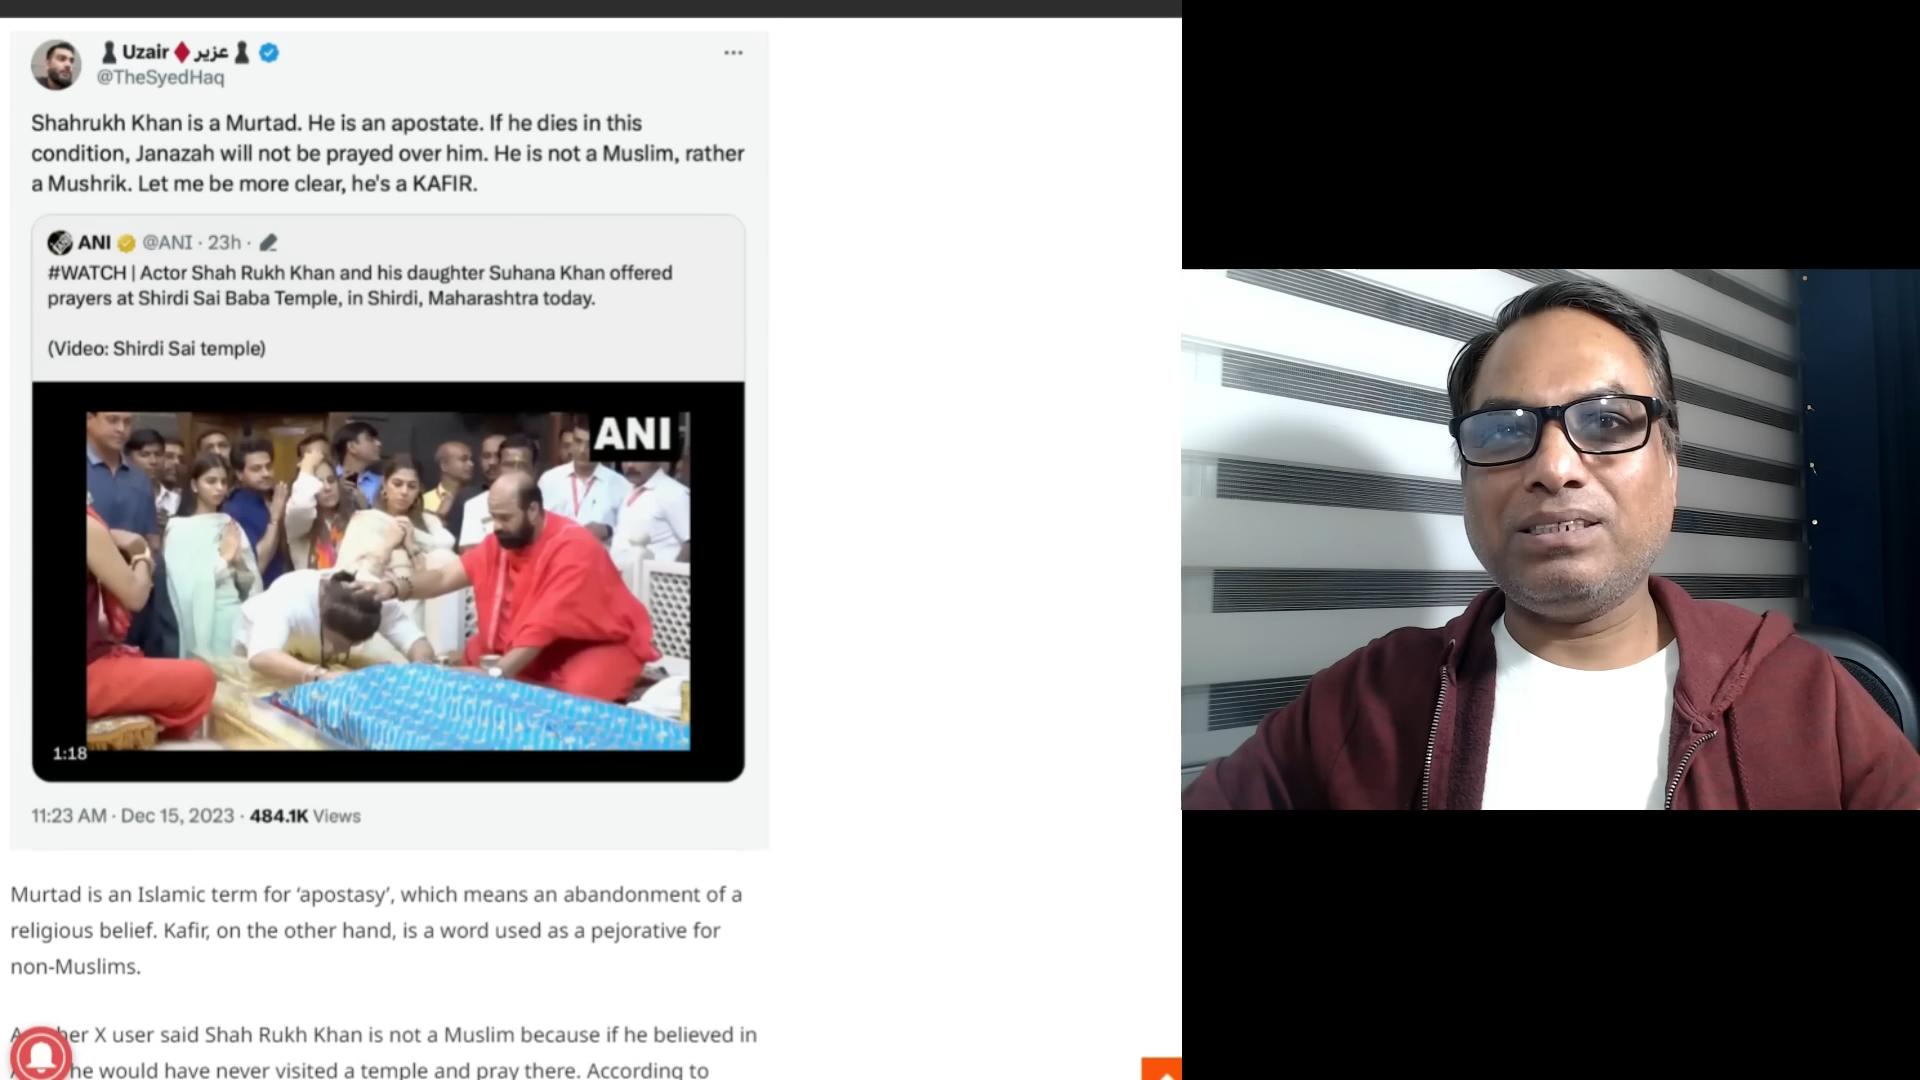 Uzair عزير
@TheSyedHaq
Shahrukh Khan is a Murtad. He is an apostate. If he dies in this
condition, Janazah will not be prayed over him. He is not a Muslim, rather
a Mushrik. Let me be more clear, he's a KAFIR.
ANI @ANI · 23h ·
#WATCH | Actor Shah Rukh Khan and his daughter Suhana Khan offered
prayers at Shirdi Sai Baba Temple, in Shirdi, Maharashtra today.
(Video: Shirdi Sai temple)
ANI
1:18
11:23 AM · Dec 15, 2023 · 484.1K Views
Murtad is an Islamic term for ‘apostasy’, which means an abandonment of a
religious belief. Kafir, on the other hand, is a word used as a pejorative for
non-Muslims.
X user said Shah Rukh Khan is not a Muslim because if he believed in
he would have never visited a temple and pray there. According to